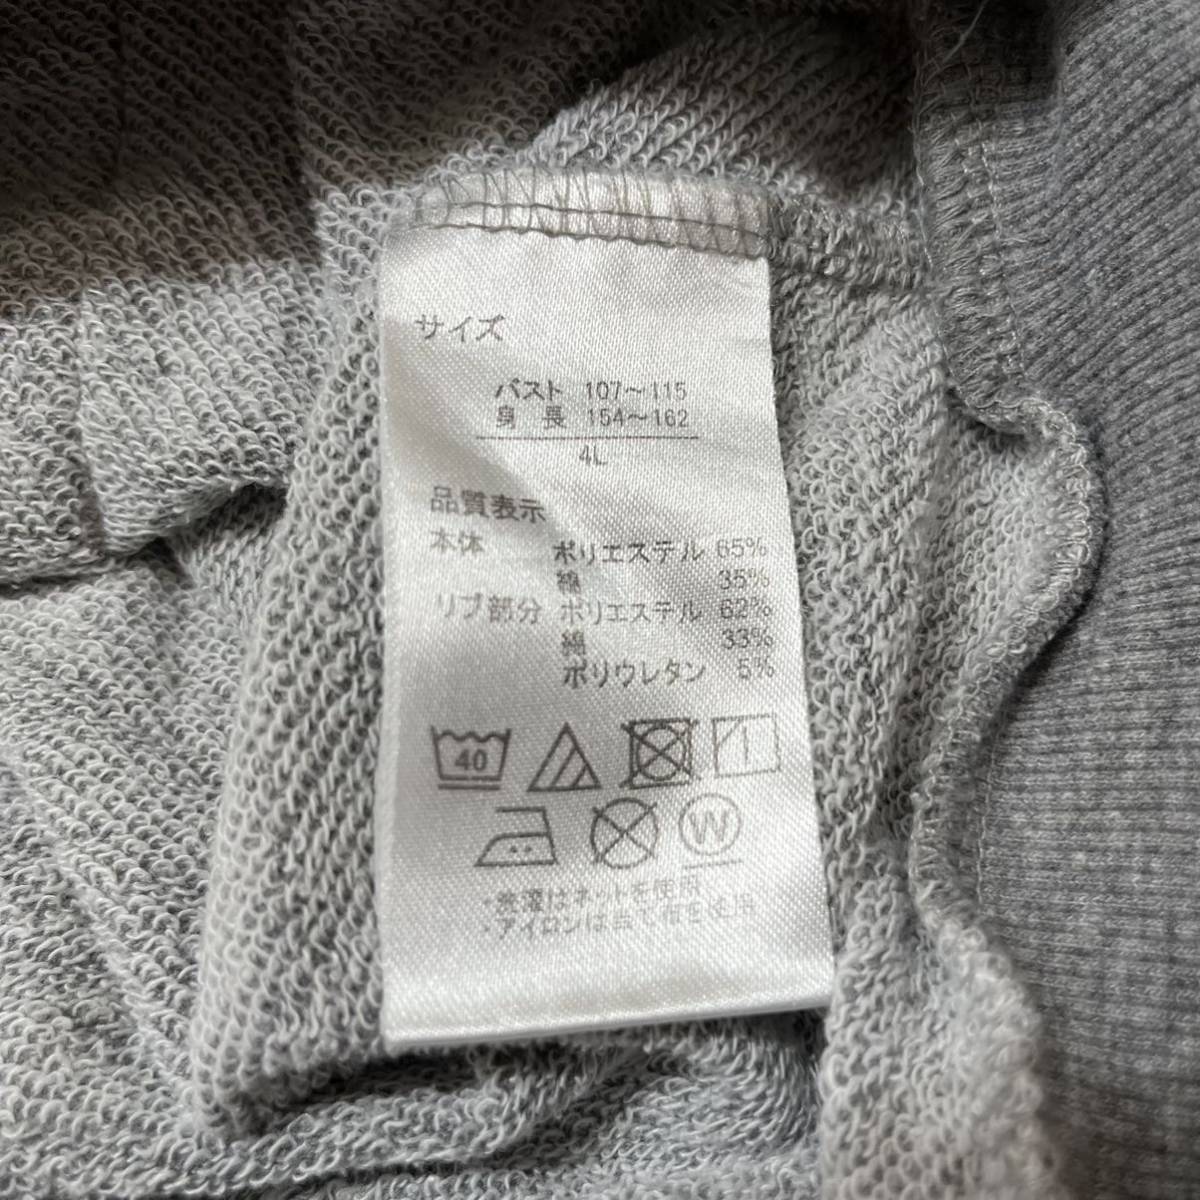 サイズ
バスト 107～115
身長 154～162
4L
品質表示
本体 ポリエステル 65%
綿 35%
リブ部分 ポリエステル 62%
綿 33%
ポリウレタン 5%
40
W
・洗濯はネットを使用
・アイロンは当て布を使用